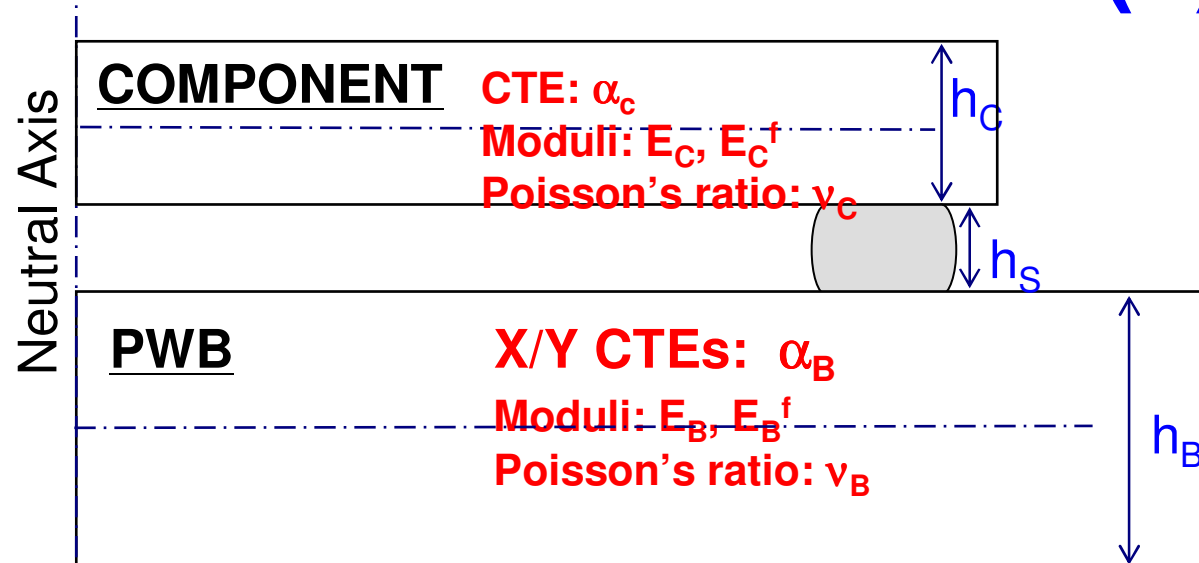 COMPONENT
CTE: αc
Moduli: EC, ECf
Poisson’s ratio: νC
hC
Neutral Axis
hS
PWB
X/Y CTEs: αB
Moduli: EB, EBf
Poisson’s ratio: νB
hB